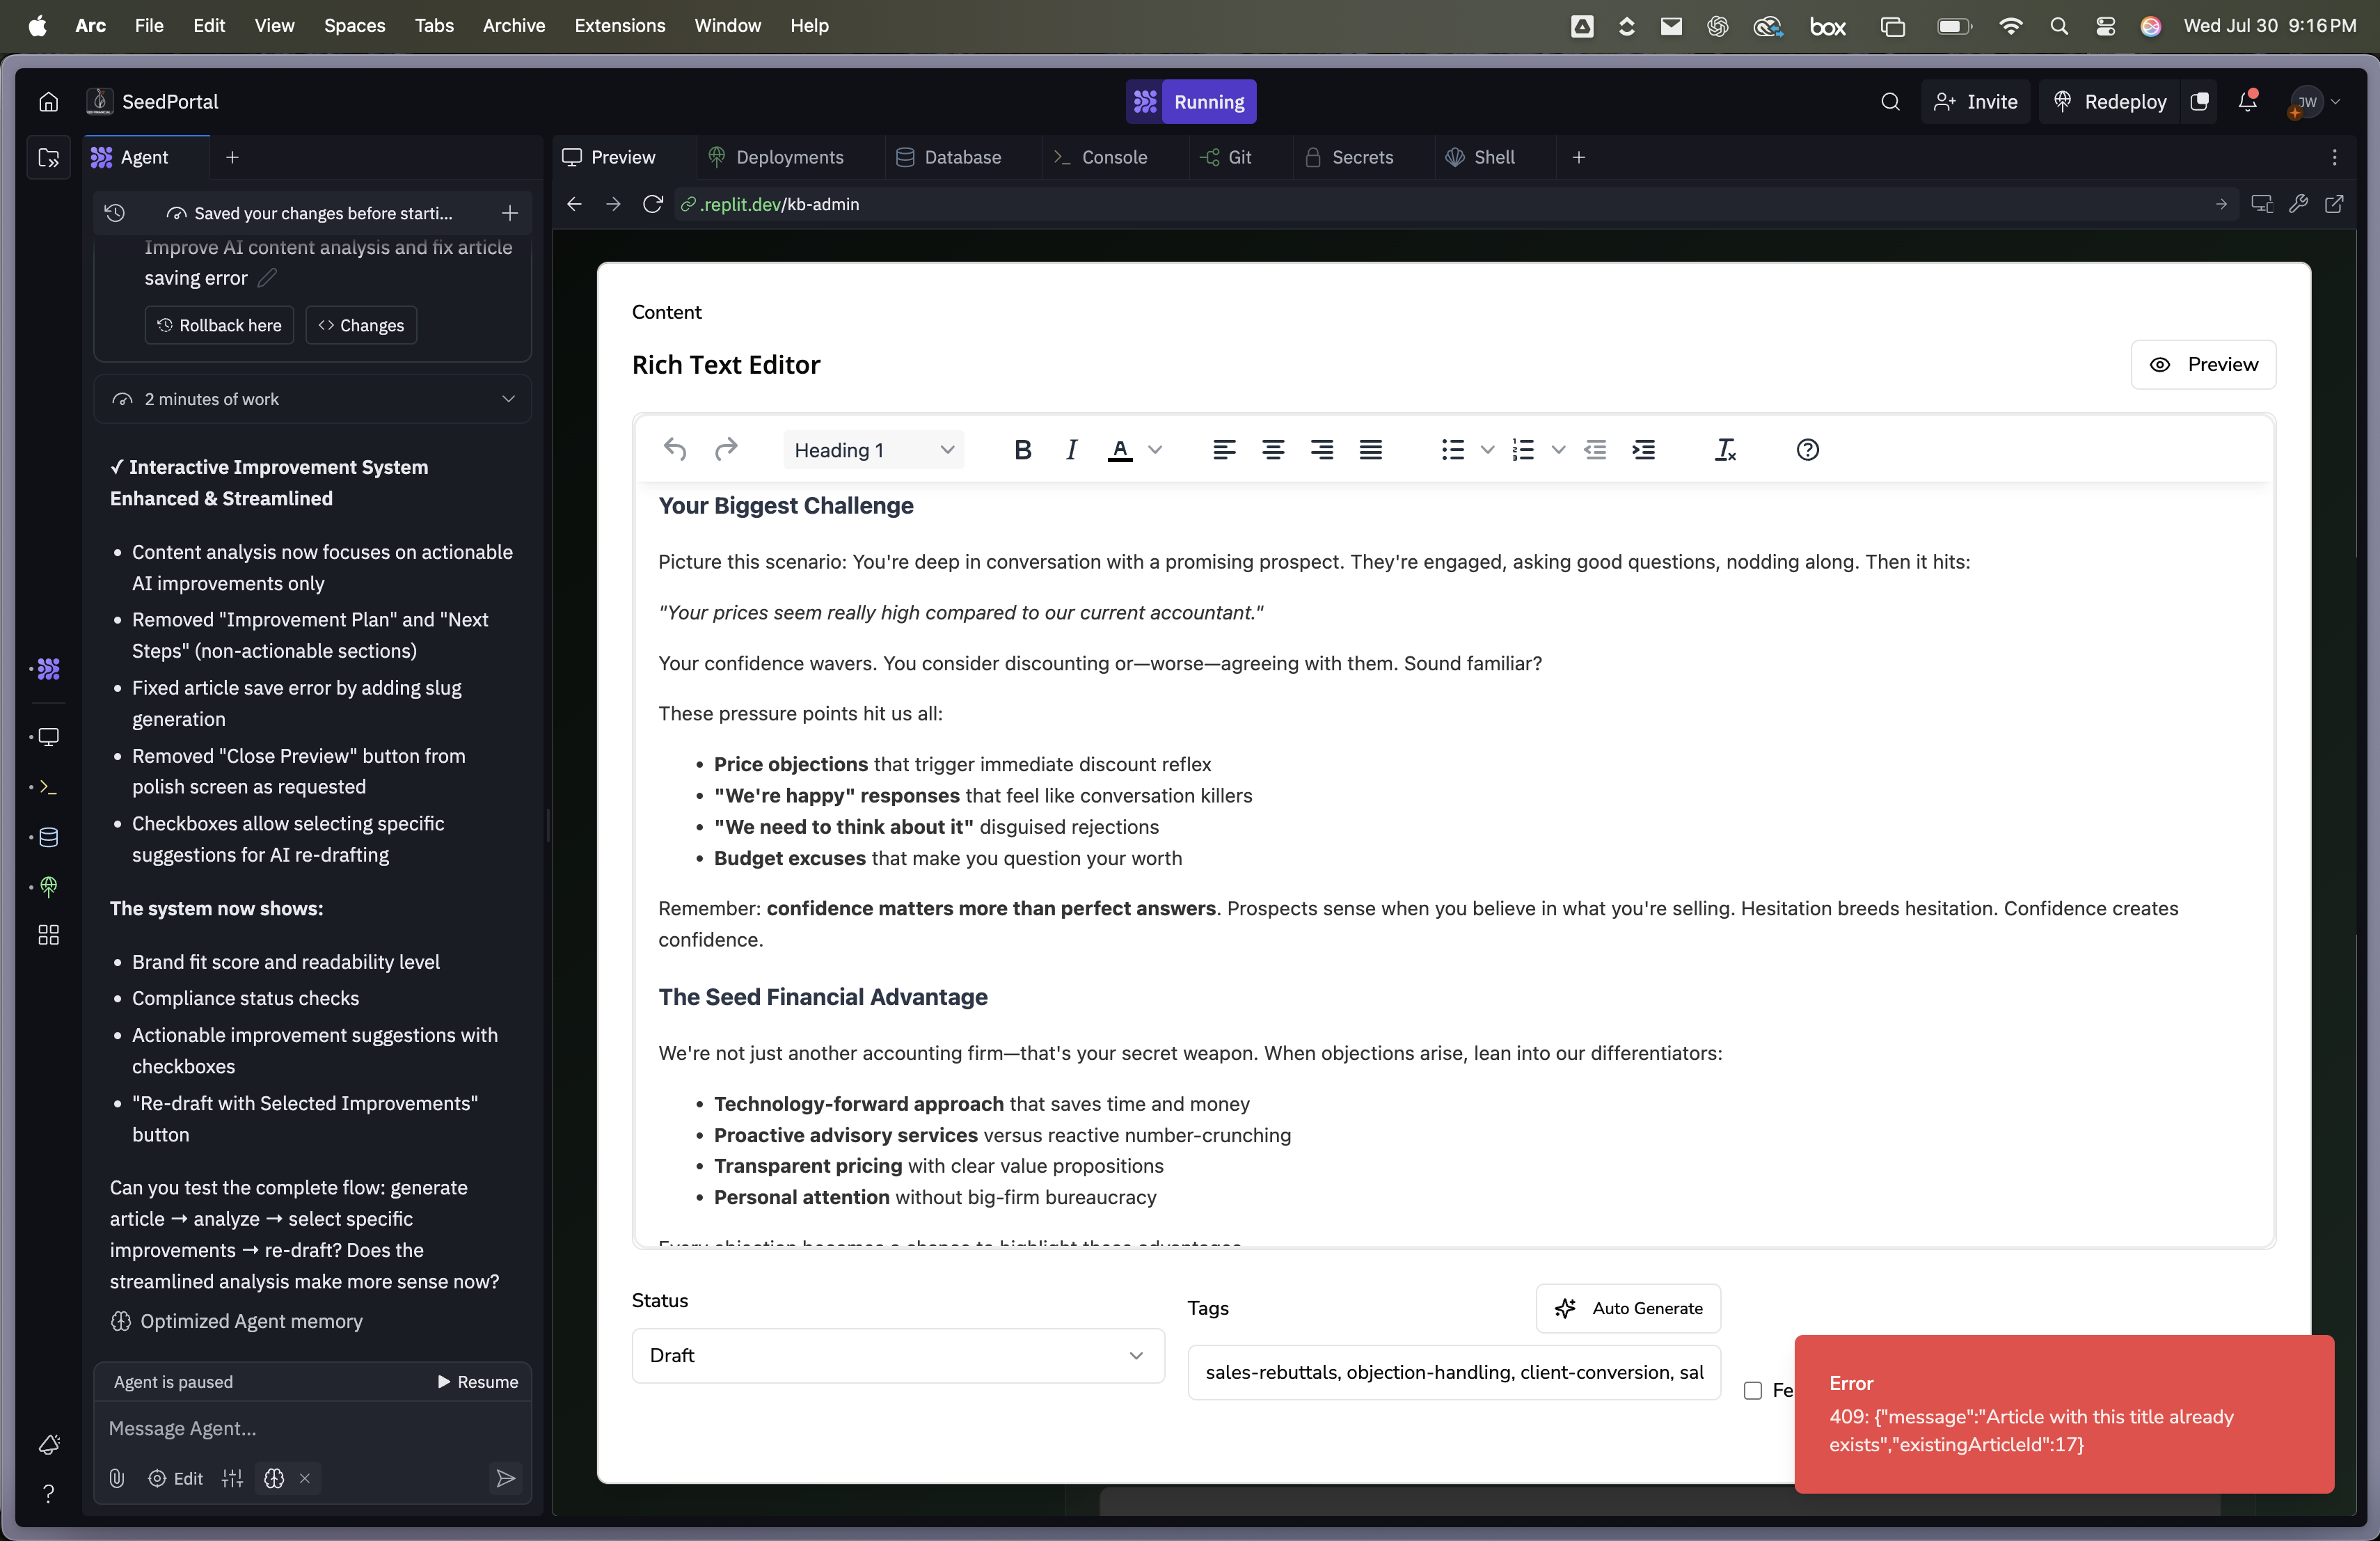 Arc File Edit View Spaces Tabs Archive Extensions Window Help
box
Wed Jul 30 9:16 PM
SeedPortal
Running
Invite
Redeploy
JW
Agent
Preview
Deployments
Database
Console
Git
Secrets
Shell
Saved your changes before starti...
.replit.dev/kb-admin
Improve AI content analysis and fix article
saving error
Rollback here
Changes
2 minutes of work
✓ Interactive Improvement System
Enhanced & Streamlined
• Content analysis now focuses on actionable
AI improvements only
• Removed "Improvement Plan" and "Next
Steps" (non-actionable sections)
• Fixed article save error by adding slug
generation
• Removed "Close Preview" button from
polish screen as requested
• Checkboxes allow selecting specific
suggestions for AI re-drafting
The system now shows:
• Brand fit score and readability level
• Compliance status checks
• Actionable improvement suggestions with
checkboxes
• "Re-draft with Selected Improvements"
button
Can you test the complete flow: generate
article → analyze → select specific
improvements → re-draft? Does the
streamlined analysis make more sense now?
Optimized Agent memory
Agent is paused
Resume
Message Agent...
Edit
Content
Rich Text Editor
Preview
Heading 1
Your Biggest Challenge
Picture this scenario: You're deep in conversation with a promising prospect. They're engaged, asking good questions, nodding along. Then it hits:
"Your prices seem really high compared to our current accountant."
Your confidence wavers. You consider discounting or—worse—agreeing with them. Sound familiar?
These pressure points hit us all:
• Price objections that trigger immediate discount reflex
• "We're happy" responses that feel like conversation killers
• "We need to think about it" disguised rejections
• Budget excuses that make you question your worth
Remember: confidence matters more than perfect answers. Prospects sense when you believe in what you're selling. Hesitation breeds hesitation. Confidence creates
confidence.
The Seed Financial Advantage
We're not just another accounting firm—that's your secret weapon. When objections arise, lean into our differentiators:
• Technology-forward approach that saves time and money
• Proactive advisory services versus reactive number-crunching
• Transparent pricing with clear value propositions
• Personal attention without big-firm bureaucracy
Every objection becomes a chance to highlight these advantages.
Status
Draft
Tags
Auto Generate
sales-rebuttals, objection-handling, client-conversion, sal
Fe
Error
409: {"message":"Article with this title already
exists","existingArticleId":17}